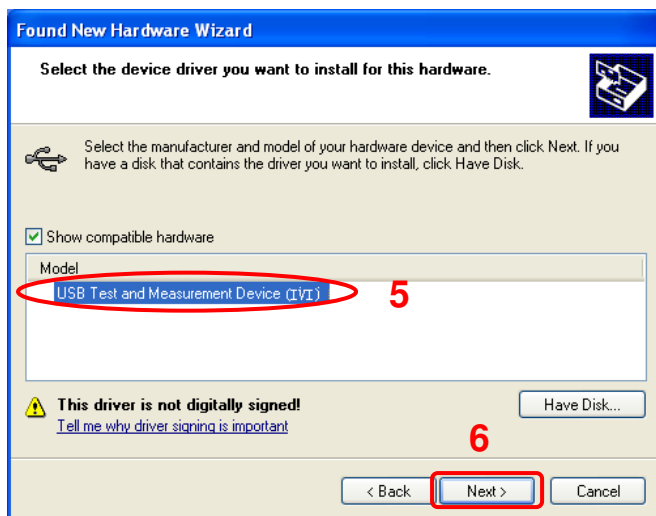 Found New Hardware Wizard
Select the device driver you want to install for this hardware.
Select the manufacturer and model of your hardware device and then click Next. If you
have a disk that contains the driver you want to install, click Have Disk.
Show compatible hardware
Model
USB Test and Measurement Device (IVI)
5
This driver is not digitally signed!
Have Disk...
Tell me why driver signing is important
6
< Back
Next >
Cancel